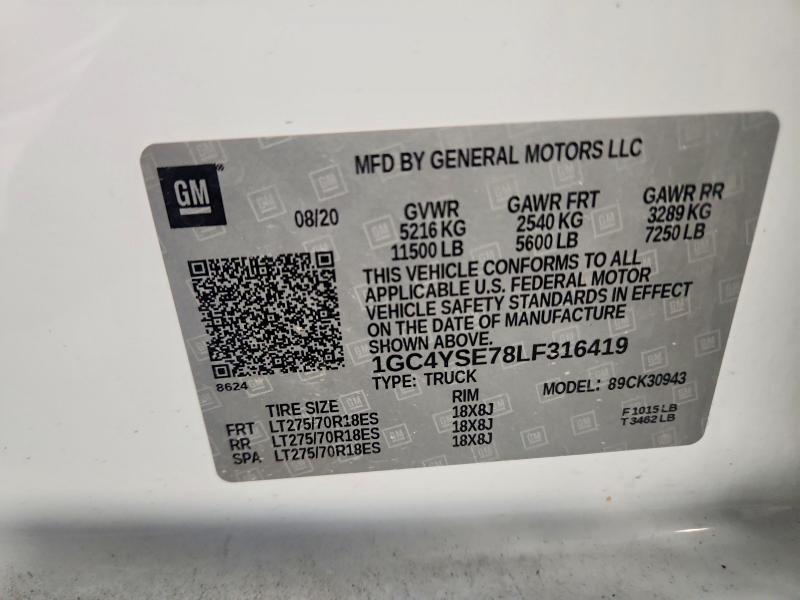 GM
MFD BY GENERAL MOTORS LLC
08/20
GVWR
5216 KG
11500 LB
GAWR FRT
2540 KG
5600 LB
GAWR RR
3289 KG
7250 LB
THIS VEHICLE CONFORMS TO ALL
APPLICABLE U.S. FEDERAL MOTOR
VEHICLE SAFETY STANDARDS IN EFFECT
ON THE DATE OF MANUFACTURE
SHOWN ABOVE.
1GC4YSE78LF316419
8624
TYPE: TRUCK
MODEL: 89CK30943
TIRE SIZE RIM
FRT LT275/70R18ES 18X8J
RR LT275/70R18ES 18X8J
SPA LT275/70R18ES 18X8J
F 1015 LB
T 3462 LB